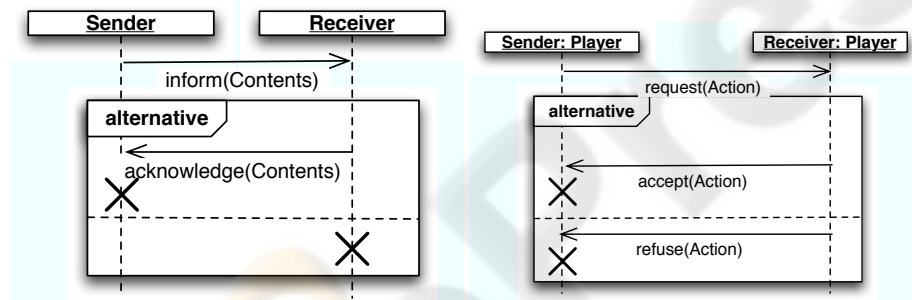 Sender
Receiver
inform(Contents)
alternative
acknowledge(Contents)
Sender: Player
Receiver: Player
request(Action)
alternative
accept(Action)
refuse(Action)